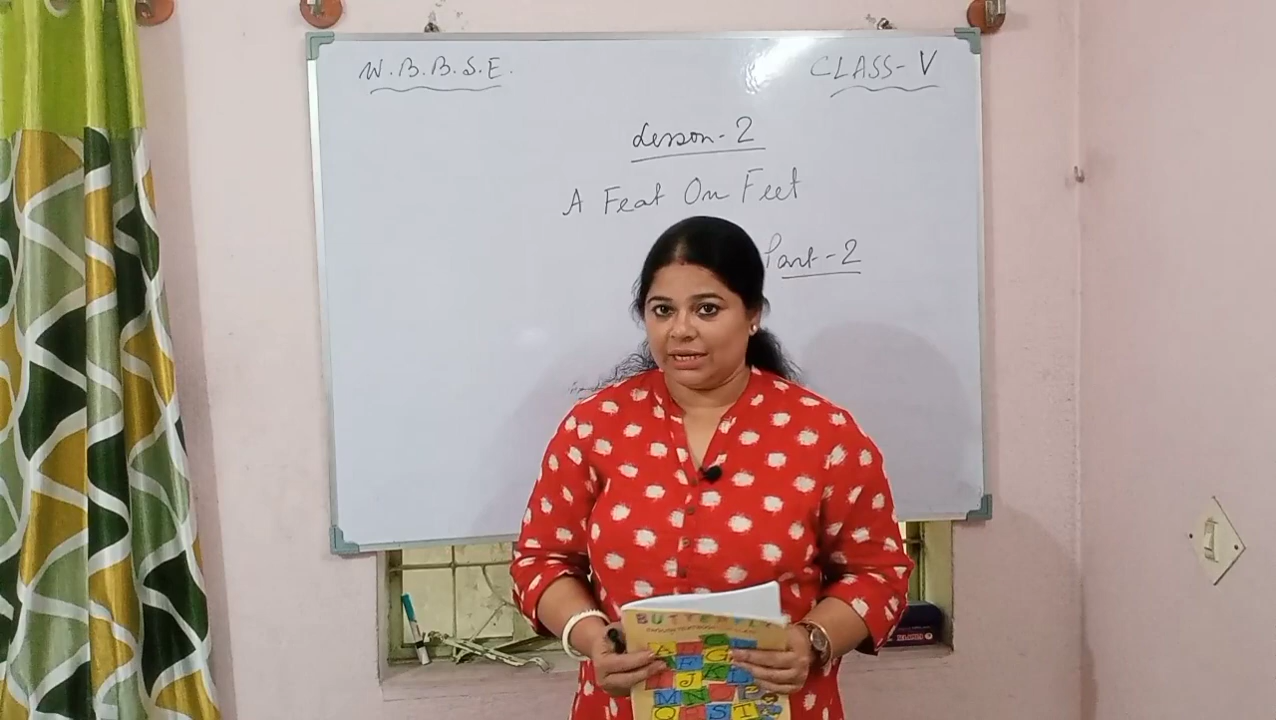 W.B.B.S.E.
CLASS-V
Lesson-2
A Feat On Feet
Part-2
BUTTERFLY
G
J K L
M N O P
Q R S T